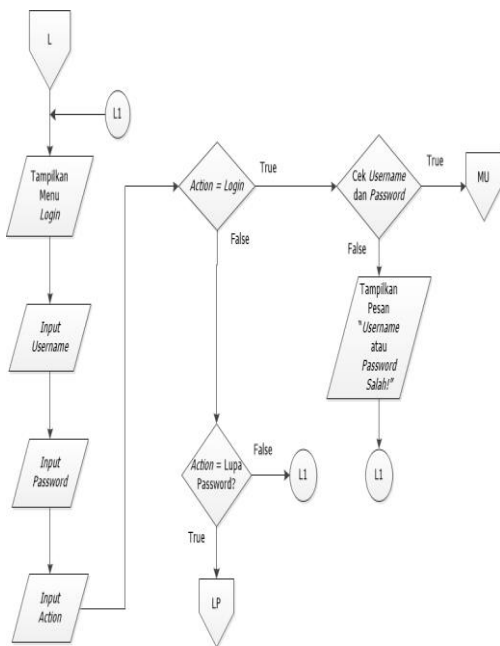 L
L1
Tampilkan
Menu
Login
Input
Username
Input
Password
Input
Action
Action = Login
True
False
Cek Username
dan Password
True
MU
False
Tampilkan
Pesan
"Username
atau
Password
Salah!"
L1
Action = Lupa
Password?
False
L1
True
LP